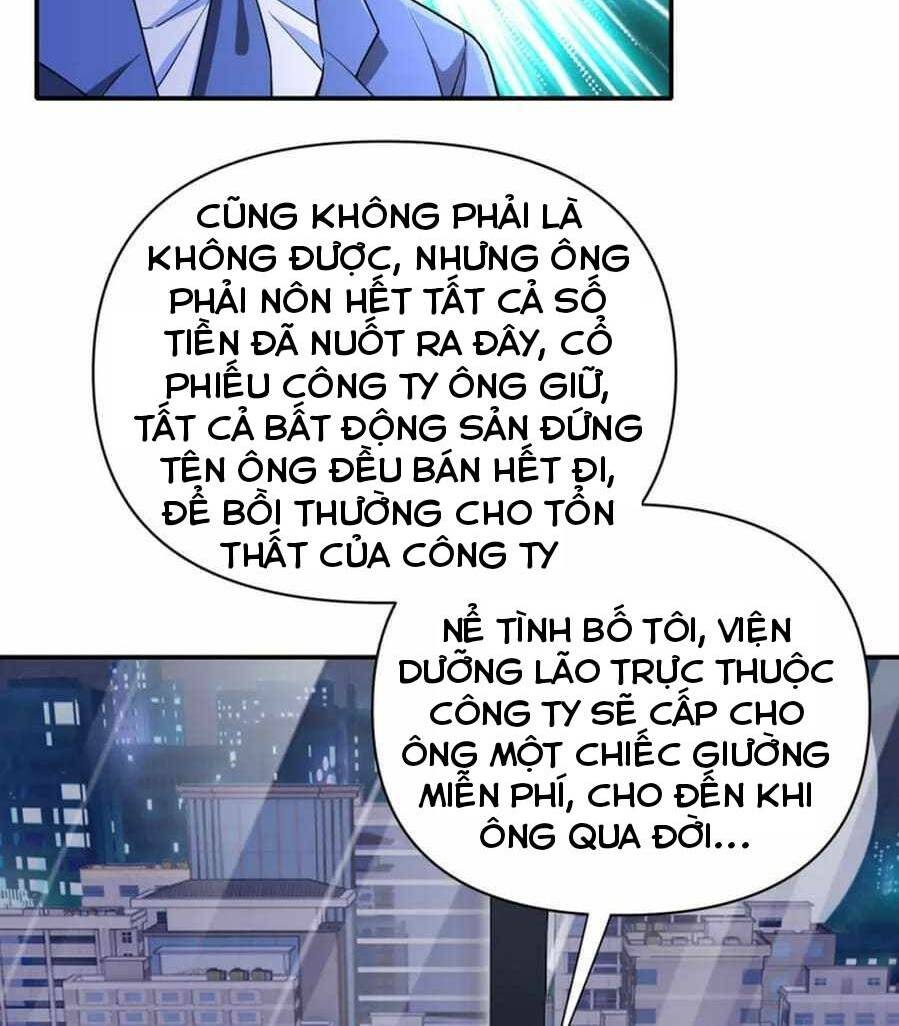 CŨNG KHÔNG PHẢI LÀ
KHÔNG ĐƯỢC, NHƯNG ÔNG
PHẢI NÔN HẾT TẤT CẢ SỐ
TIỀN ĐÃ NUỐT RA ĐÂY, CỔ
PHIẾU CÔNG TY ÔNG GIỮ,
TẤT CẢ BẤT ĐỘNG SẢN ĐỨNG
TÊN ÔNG ĐỀU BÁN HẾT ĐI,
ĐỂ BỒI THƯỜNG CHO TỔN
THẤT CỦA CÔNG TY
NỂ TÌNH BỐ TÔI, VIỆN
DƯỠNG LÃO TRỰC THUỘC
CÔNG TY SẼ CẤP CHO
ÔNG MỘT CHIẾC GIƯỜNG
MIỄN PHÍ, CHO ĐẾN KHI
ÔNG QUA ĐỜI...